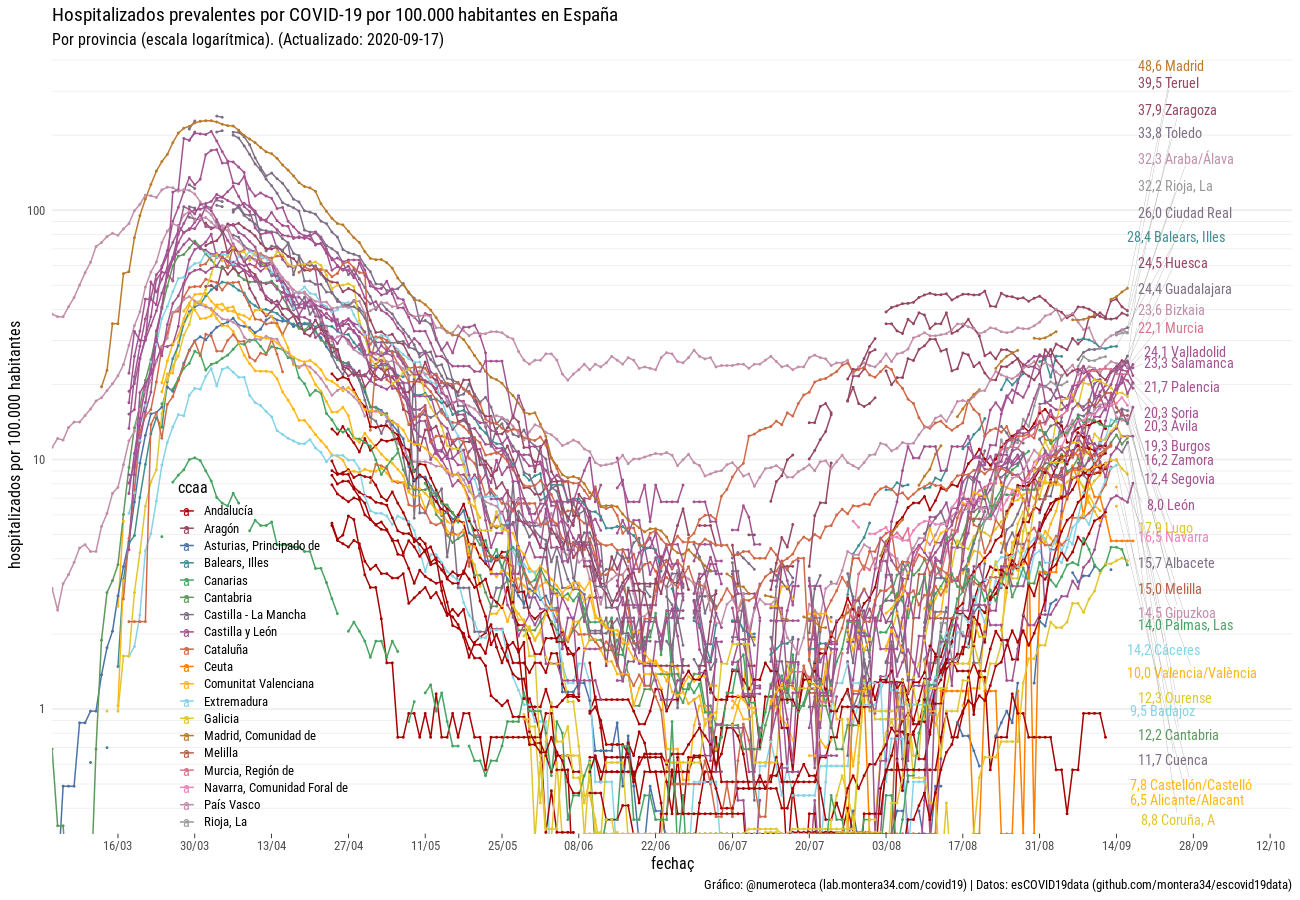 Hospitalizados prevalentes por COVID-19 por 100.000 habitantes en España
Por provincia (escala logarítmica). (Actualizado: 2020-09-17)
48,6 Madrid
39,5 Teruel
37,9 Zaragoza
33,8 Toledo
32,3 Araba/Álava
32,2 Rioja, La
26,0 Ciudad Real
28,4 Balears, Illes
24,5 Huesca
24,4 Guadalajara
23,6 Bizkaia
22,1 Murcia
24,1 Valladolid
23,3 Salamanca
21,7 Palencia
20,3 Soria
20,3 Ávila
19,3 Burgos
16,2 Zamora
12,4 Segovia
8,0 León
17,9 Lugo
16,5 Navarra
15,7 Albacete
15,0 Melilla
14,5 Gipuzkoa
14,0 Palmas, Las
14,2 Cáceres
10,0 Valencia/València
12,3 Ourense
9,5 Badajoz
12,2 Cantabria
11,7 Cuenca
7,8 Castellón/Castelló
6,5 Alicante/Alacant
8,8 Coruña, A
hospitalizados por 100.000 habitantes
100
10
1
ccaa
Andalucía
Aragón
Asturias, Principado de
Balears, Illes
Canarias
Cantabria
Castilla - La Mancha
Castilla y León
Cataluña
Ceuta
Comunitat Valenciana
Extremadura
Galicia
Madrid, Comunidad de
Melilla
Murcia, Región de
Navarra, Comunidad Foral de
País Vasco
Rioja, La
16/03 30/03 13/04 27/04 11/05 25/05 08/06 22/06 06/07 20/07 03/08 17/08 31/08 14/09 28/09 12/10
fechaç
Gráfico: @numeroteca (lab.montera34.com/covid19) | Datos: esCOVID19data (github.com/montera34/escovid19data)